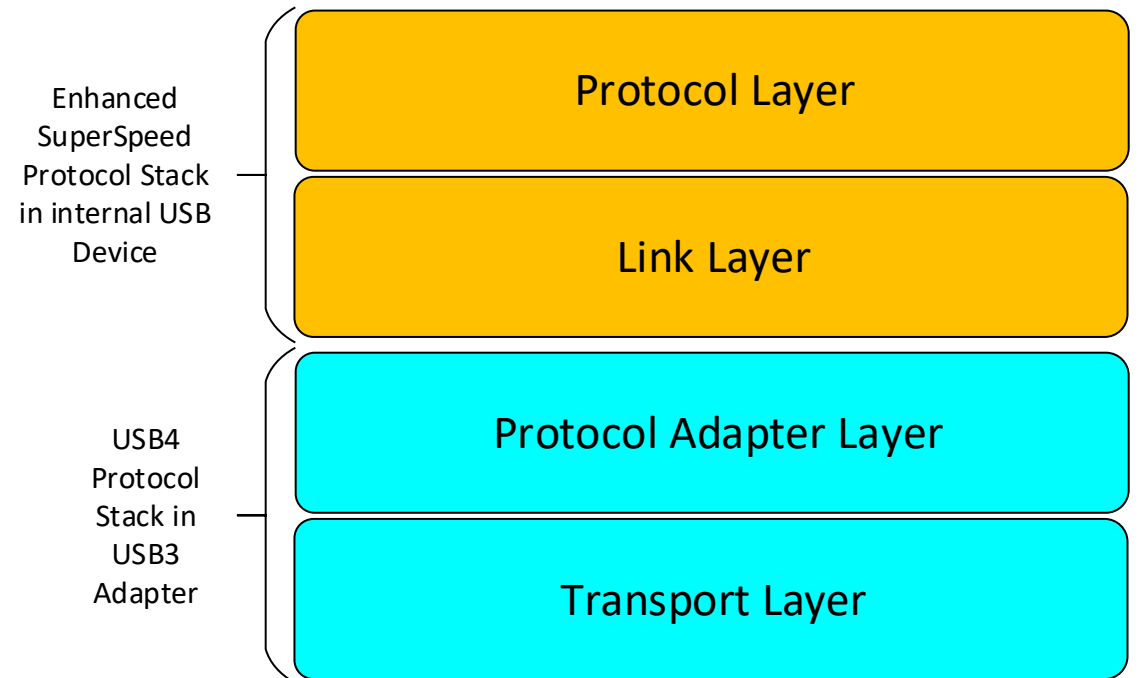 Enhanced
SuperSpeed
Protocol Stack
in internal USB
Device
Protocol Layer
Link Layer
USB4
Protocol
Stack in
USB3
Adapter
Protocol Adapter Layer
Transport Layer